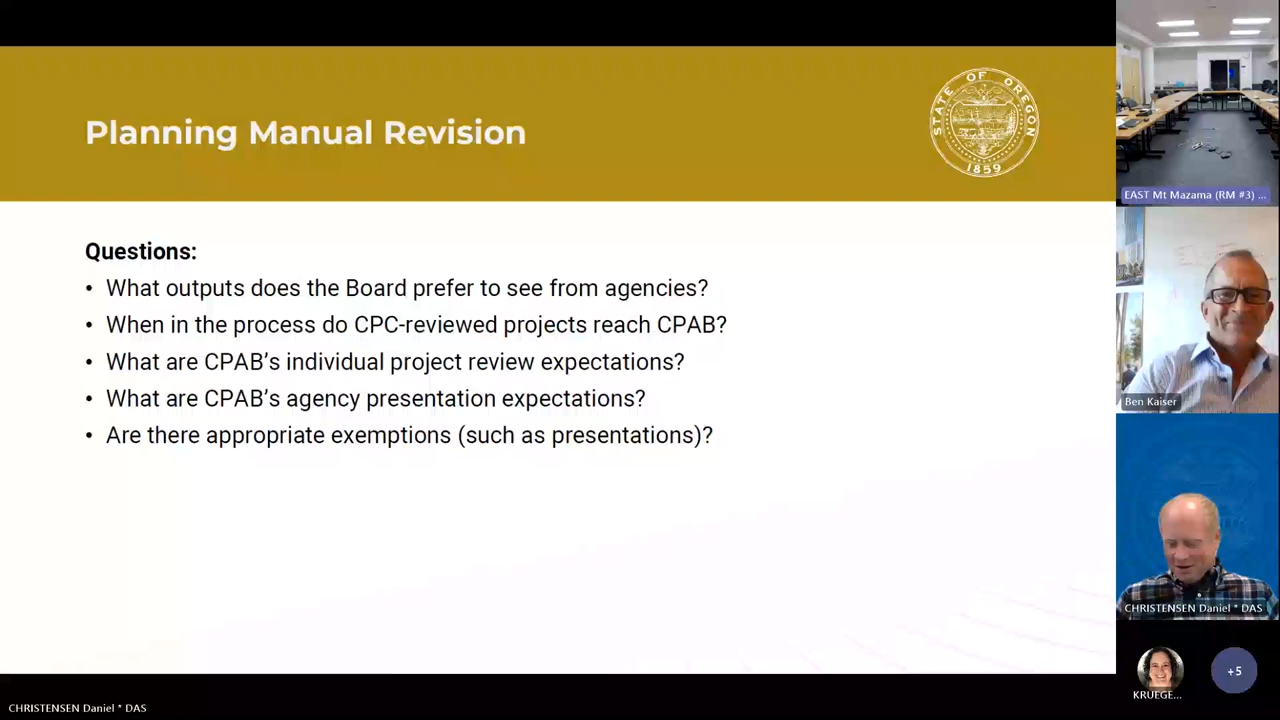 Planning Manual Revision
STATE OF OREGON
1859
Questions:
• What outputs does the Board prefer to see from agencies?
• When in the process do CPC-reviewed projects reach CPAB?
• What are CPAB’s individual project review expectations?
• What are CPAB’s agency presentation expectations?
• Are there appropriate exemptions (such as presentations)?
EAST Mt Mazama (RM #3) ...
Ben Kaiser
CHRISTENSEN Daniel * DAS
KRUEGE...
+5
CHRISTENSEN Daniel * DAS